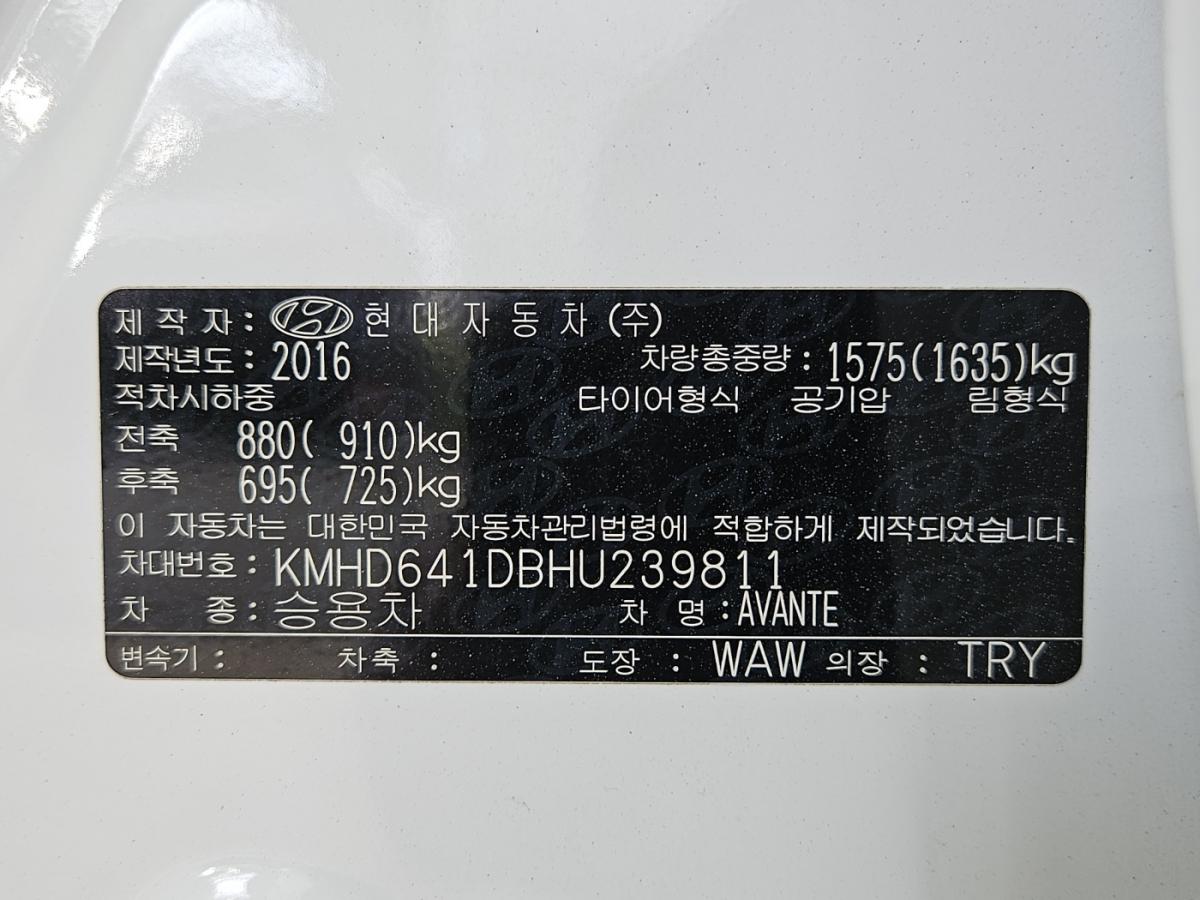 제 작 자 : 현 대 자 동 차 (주)
제작년도 : 2016 차량총중량 : 1575(1635)kg
적차시하중 타이어형식 공기압 림형식
전축 880( 910)kg
후축 695( 725)kg
이 자동차는 대한민국 자동차관리법령에 적합하게 제작되었습니다.
차대번호 : KMHD641DBHU239811
차 종 : 승용차 차 명 : AVANTE
변속기 : 차축 : 도장 : WAW 의장 : TRY